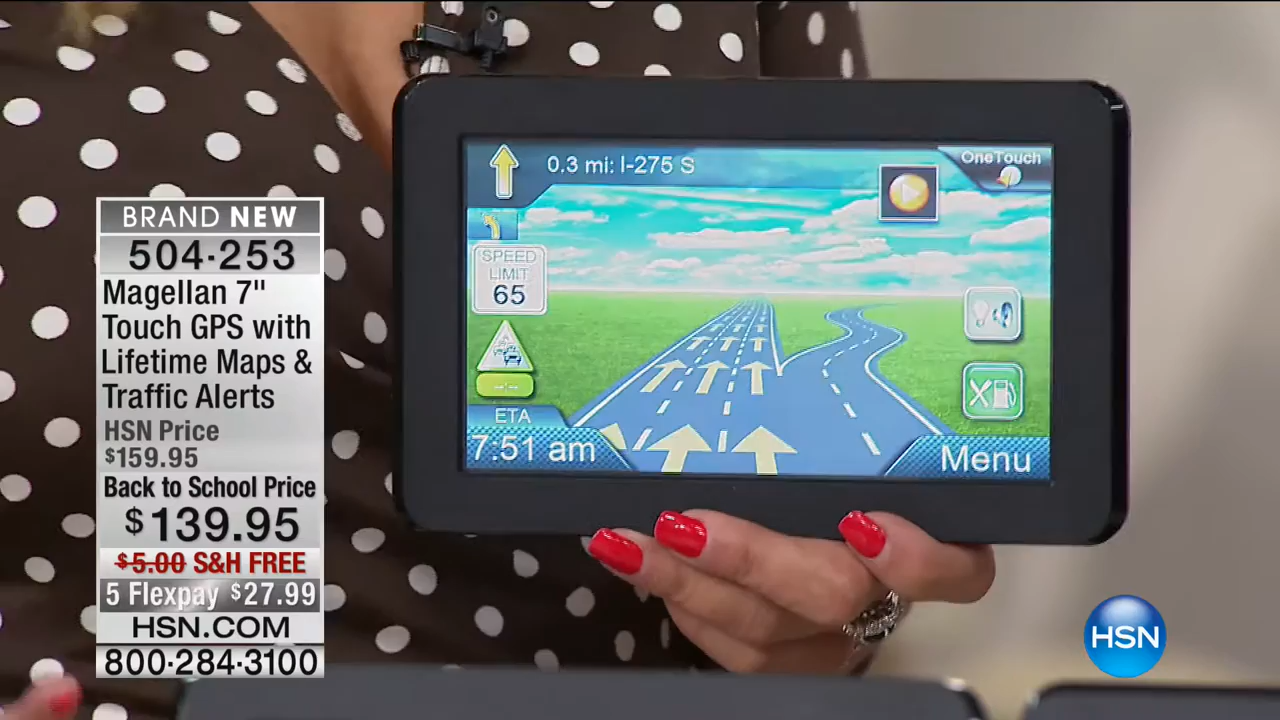 BRAND NEW
504·253
Magellan 7"
Touch GPS with
Lifetime Maps &
Traffic Alerts
HSN Price
$159.95
Back to School Price
$139.95
$5.00 S&H FREE
5 Flexpay $27.99
HSN.COM
800·284·3100
0.3 mi: I-275 S
OneTouch
SPEED
LIMIT
65
ETA
7:51 am
Menu
HSN